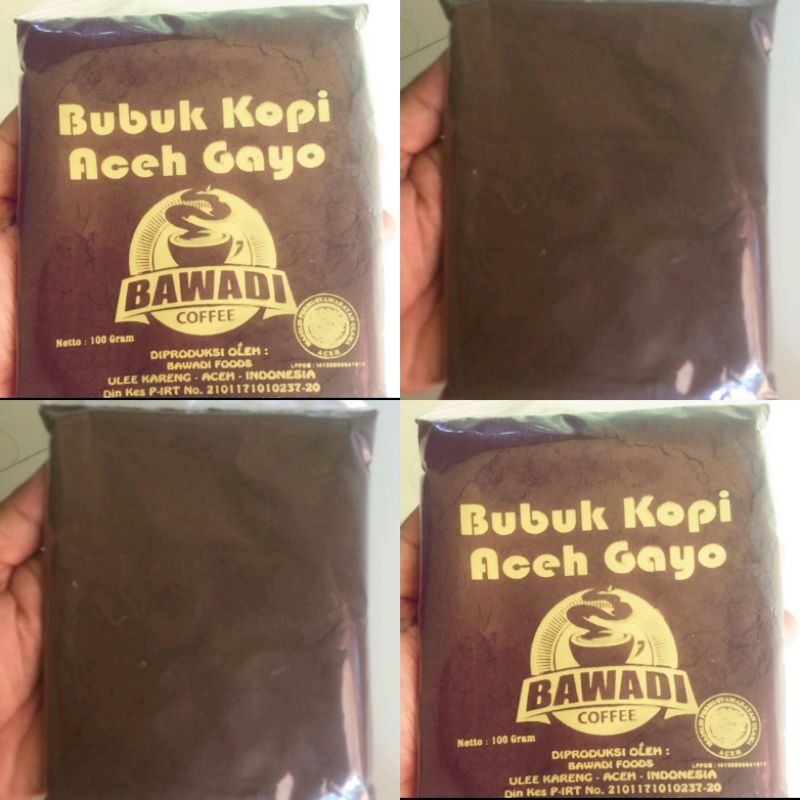 Bubuk Kopi
Aceh Gayo
BAWADI
COFFEE
Netto : 100 Gram
ACEH
DIPRODUKSI OLEH :
BAWADI FOODS
ULEE KARENG - ACEH - INDONESIA
Din Kes P-IRT No. 2101171010237-20
Bubuk Kopi
Aceh Gayo
BAWADI
COFFEE
Netto : 100 Gram
ACEH
DIPRODUKSI OLEH :
BAWADI FOODS
ULEE KARENG - ACEH - INDONESIA
Din Kes P-IRT No. 2101171010237-20